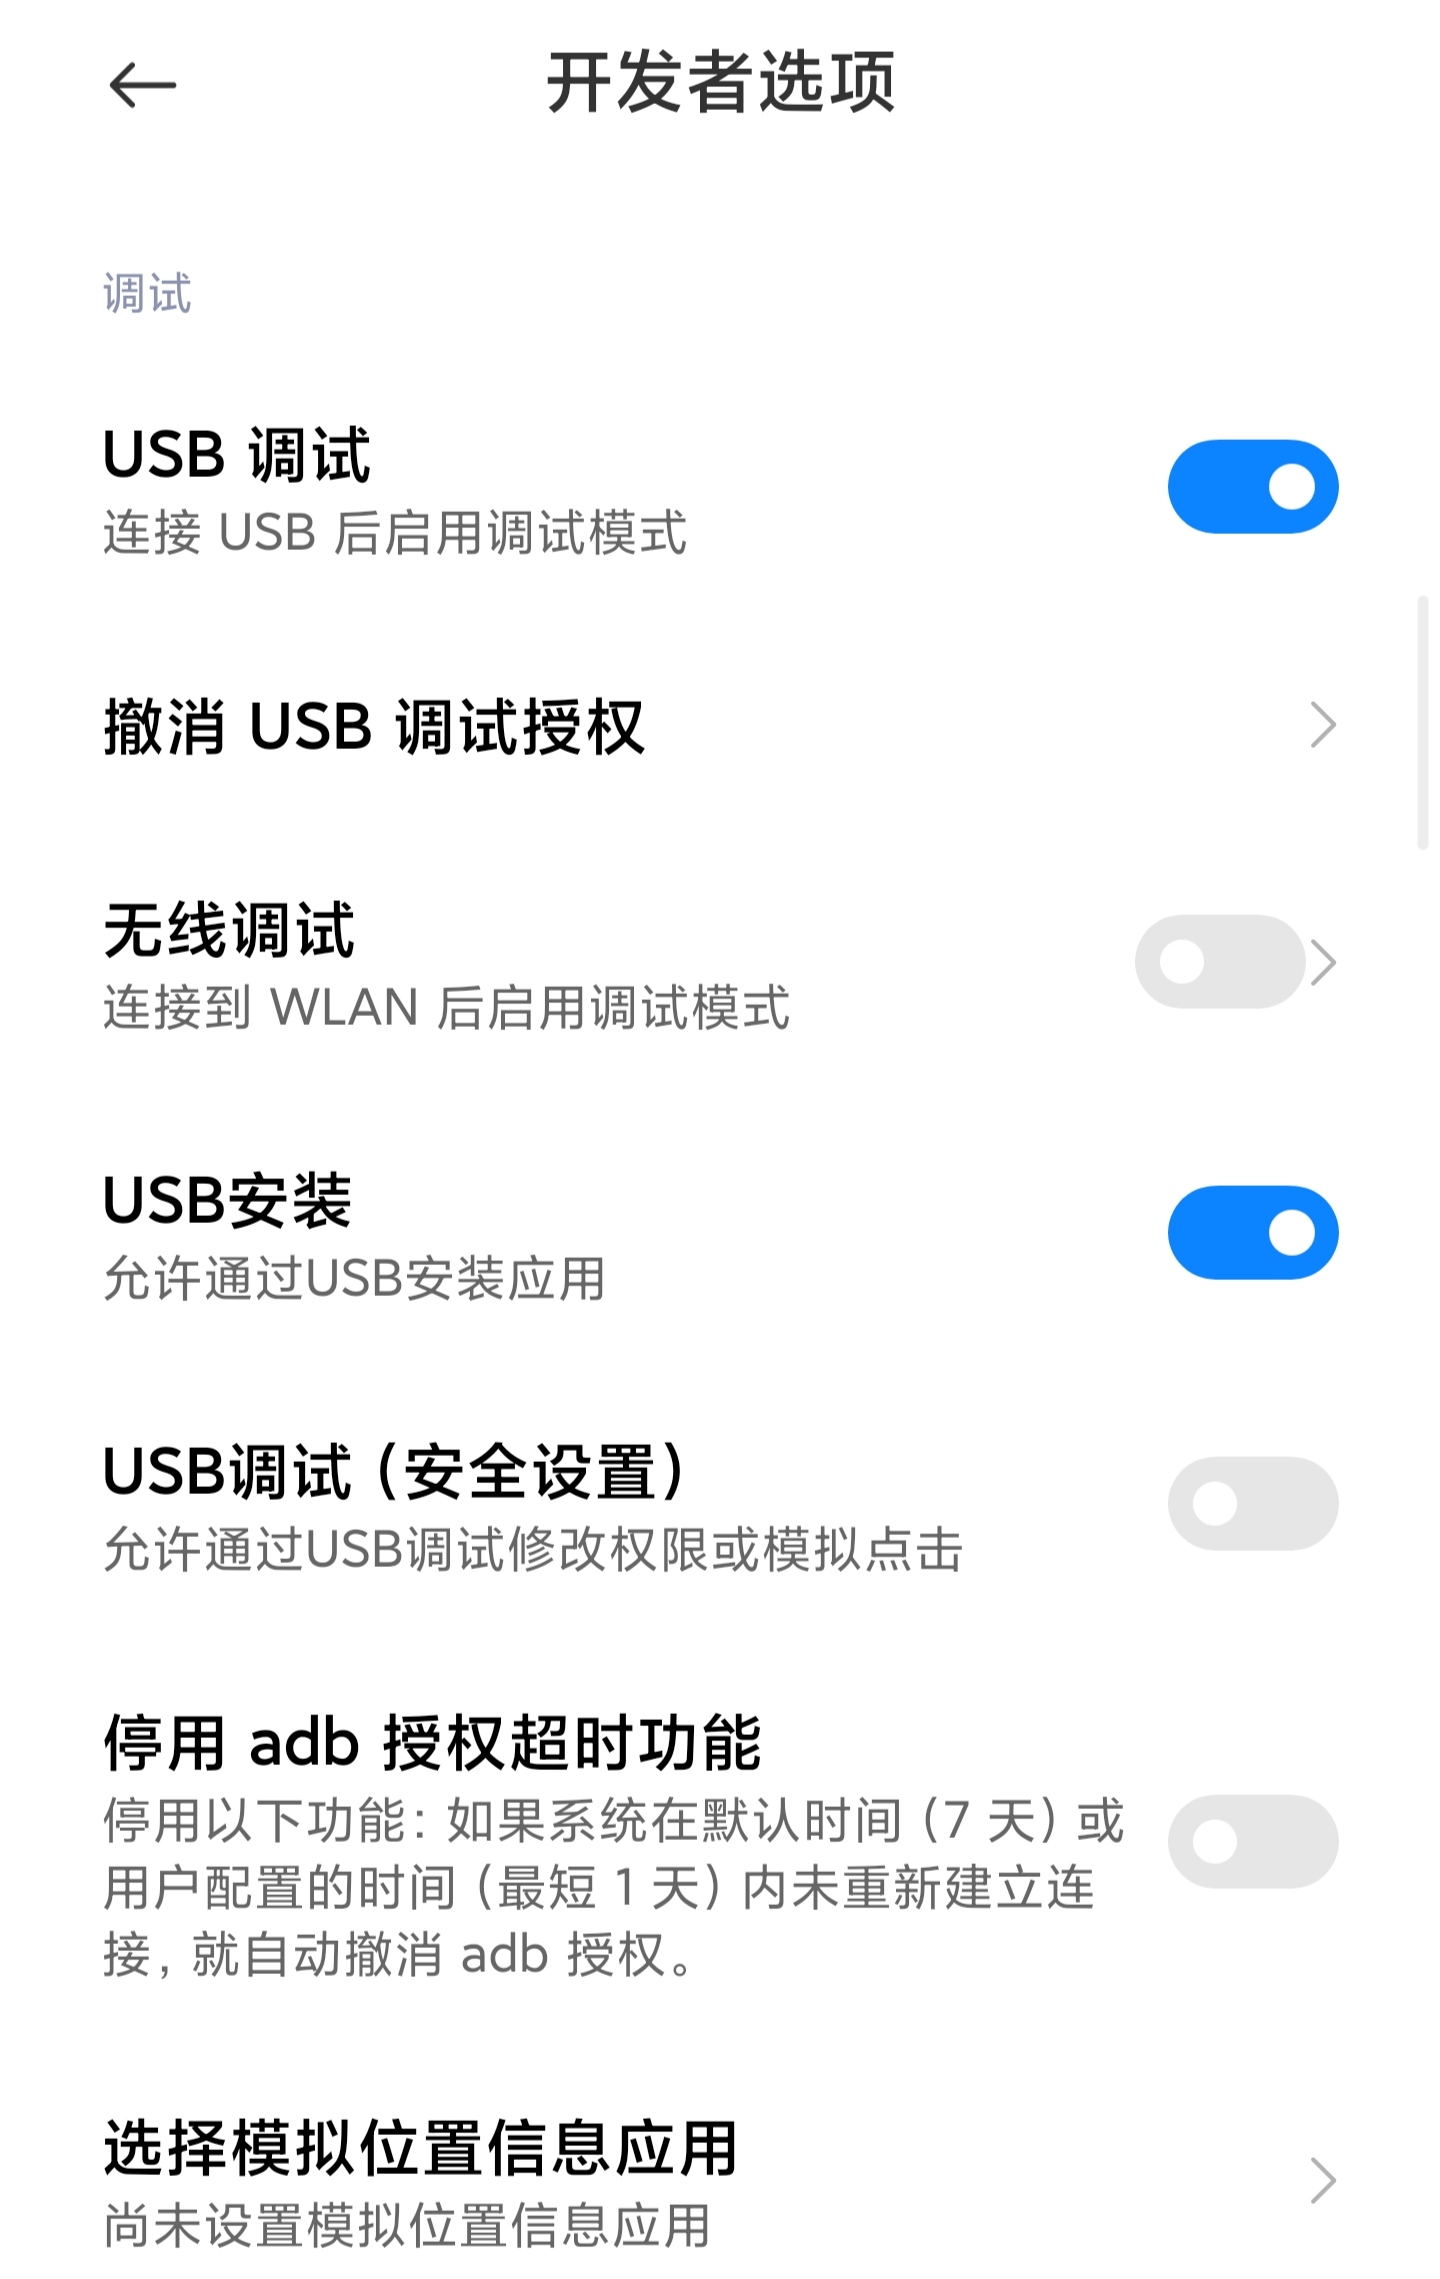 开发者选项
调试
USB 调试
连接 USB 后启用调试模式
撤消 USB 调试授权
无线调试
连接到 WLAN 后启用调试模式
USB安装
允许通过USB安装应用
USB调试（安全设置）
允许通过USB调试修改权限或模拟点击
停用 adb 授权超时功能
停用以下功能：如果系统在默认时间（7 天）或
用户配置的时间（最短 1 天）内未重新建立连
接，就自动撤消 adb 授权。
选择模拟位置信息应用
尚未设置模拟位置信息应用